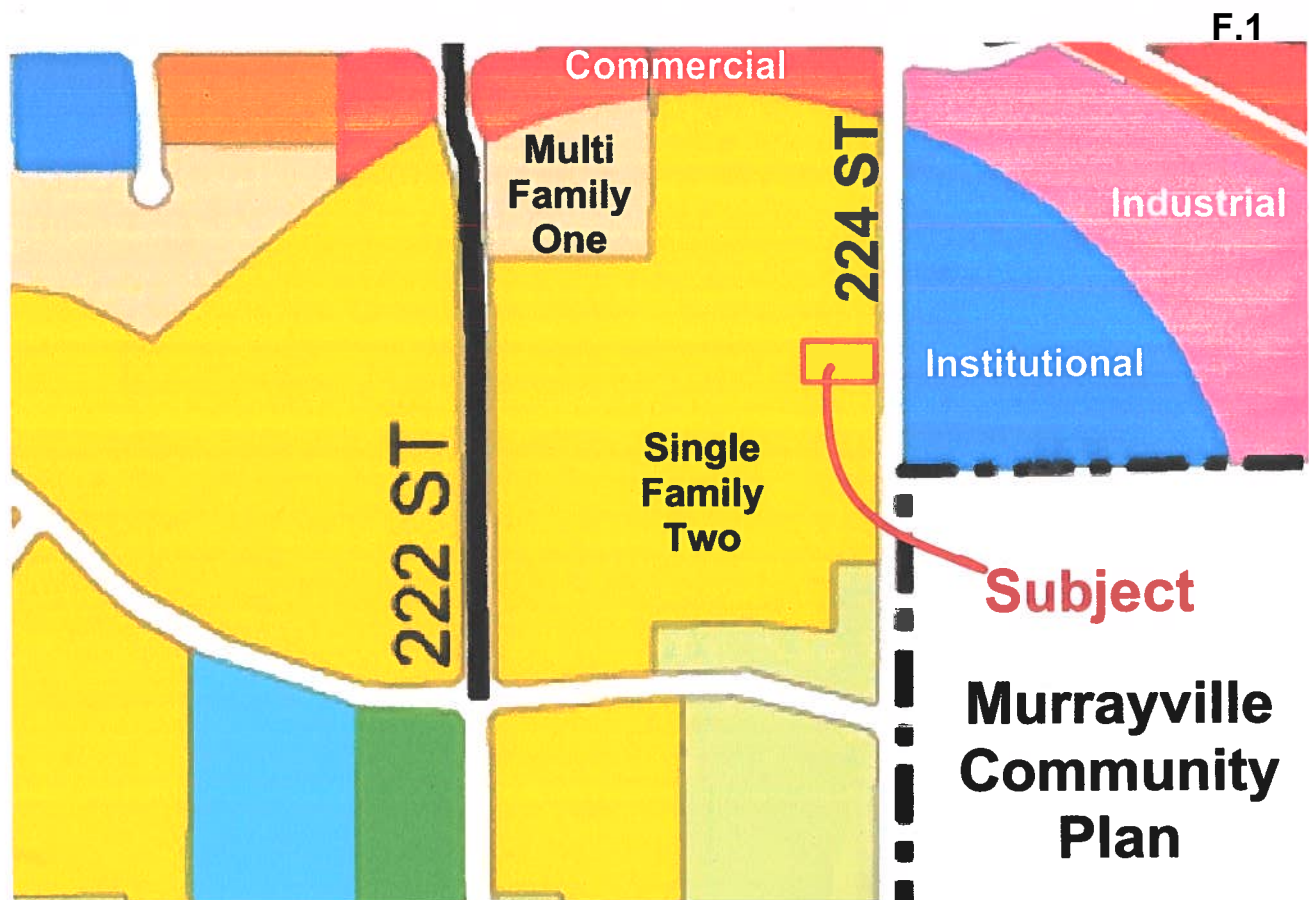 F.1
Commercial
Multi
Family
One
224 ST
Industrial
Institutional
222 ST
Single
Family
Two
Subject
Murrayville
Community
Plan